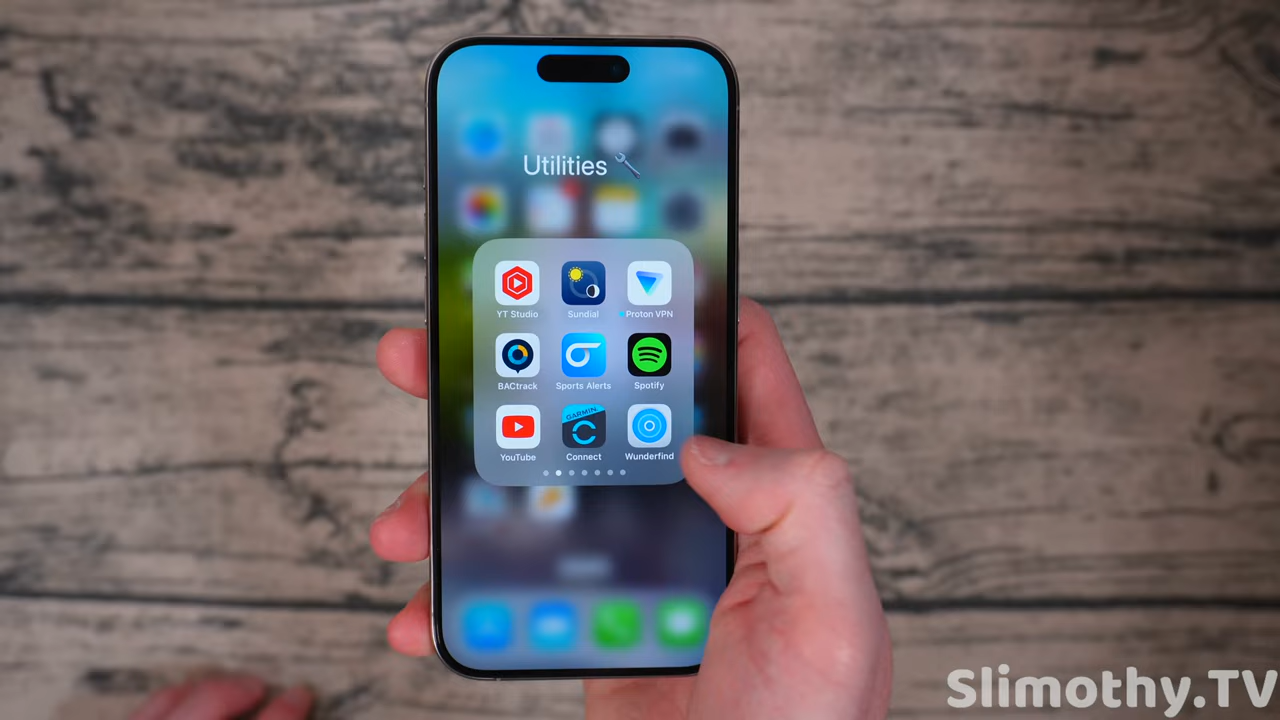 Utilities 🔧
YT Studio
Sundial
Proton VPN
BACtrack
Sports Alerts
Spotify
YouTube
GARMIN
Connect
Wunderfind
Slimothy.TV